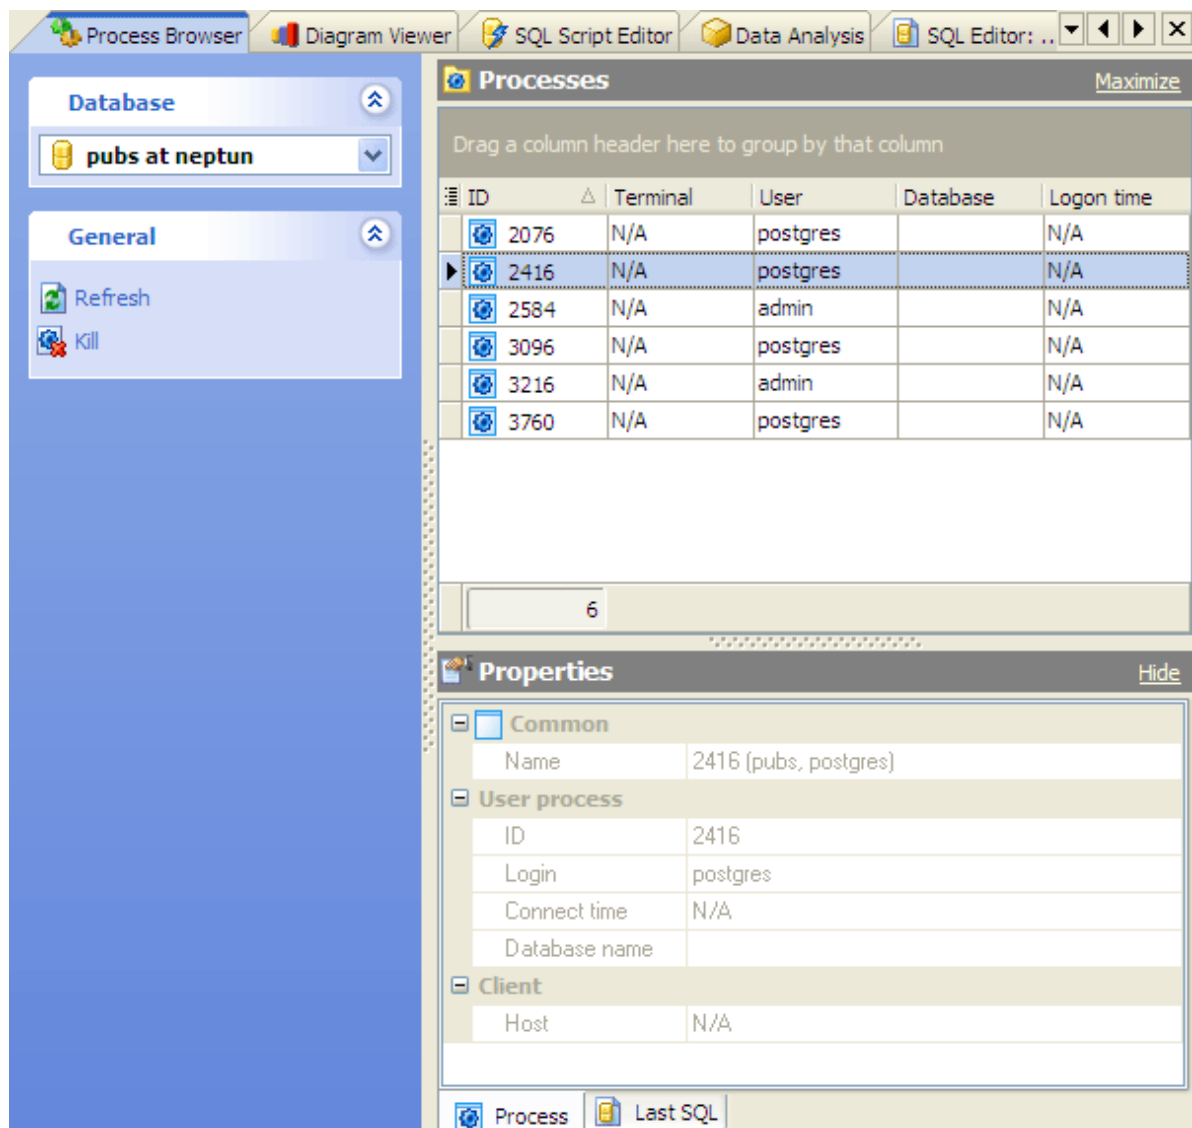 Process Browser Diagram Viewer SQL Script Editor Data Analysis SQL Editor: ..
Database
pubs at neptun
General
Refresh
Kill
Processes Maximize
Drag a column header here to group by that column
ID Terminal User Database Logon time
2076 N/A postgres N/A
2416 N/A postgres N/A
2584 N/A admin N/A
3096 N/A postgres N/A
3216 N/A admin N/A
3760 N/A postgres N/A
6
Properties Hide
Common
Name 2416 (pubs, postgres)
User process
ID 2416
Login postgres
Connect time N/A
Database name
Client
Host N/A
Process Last SQL